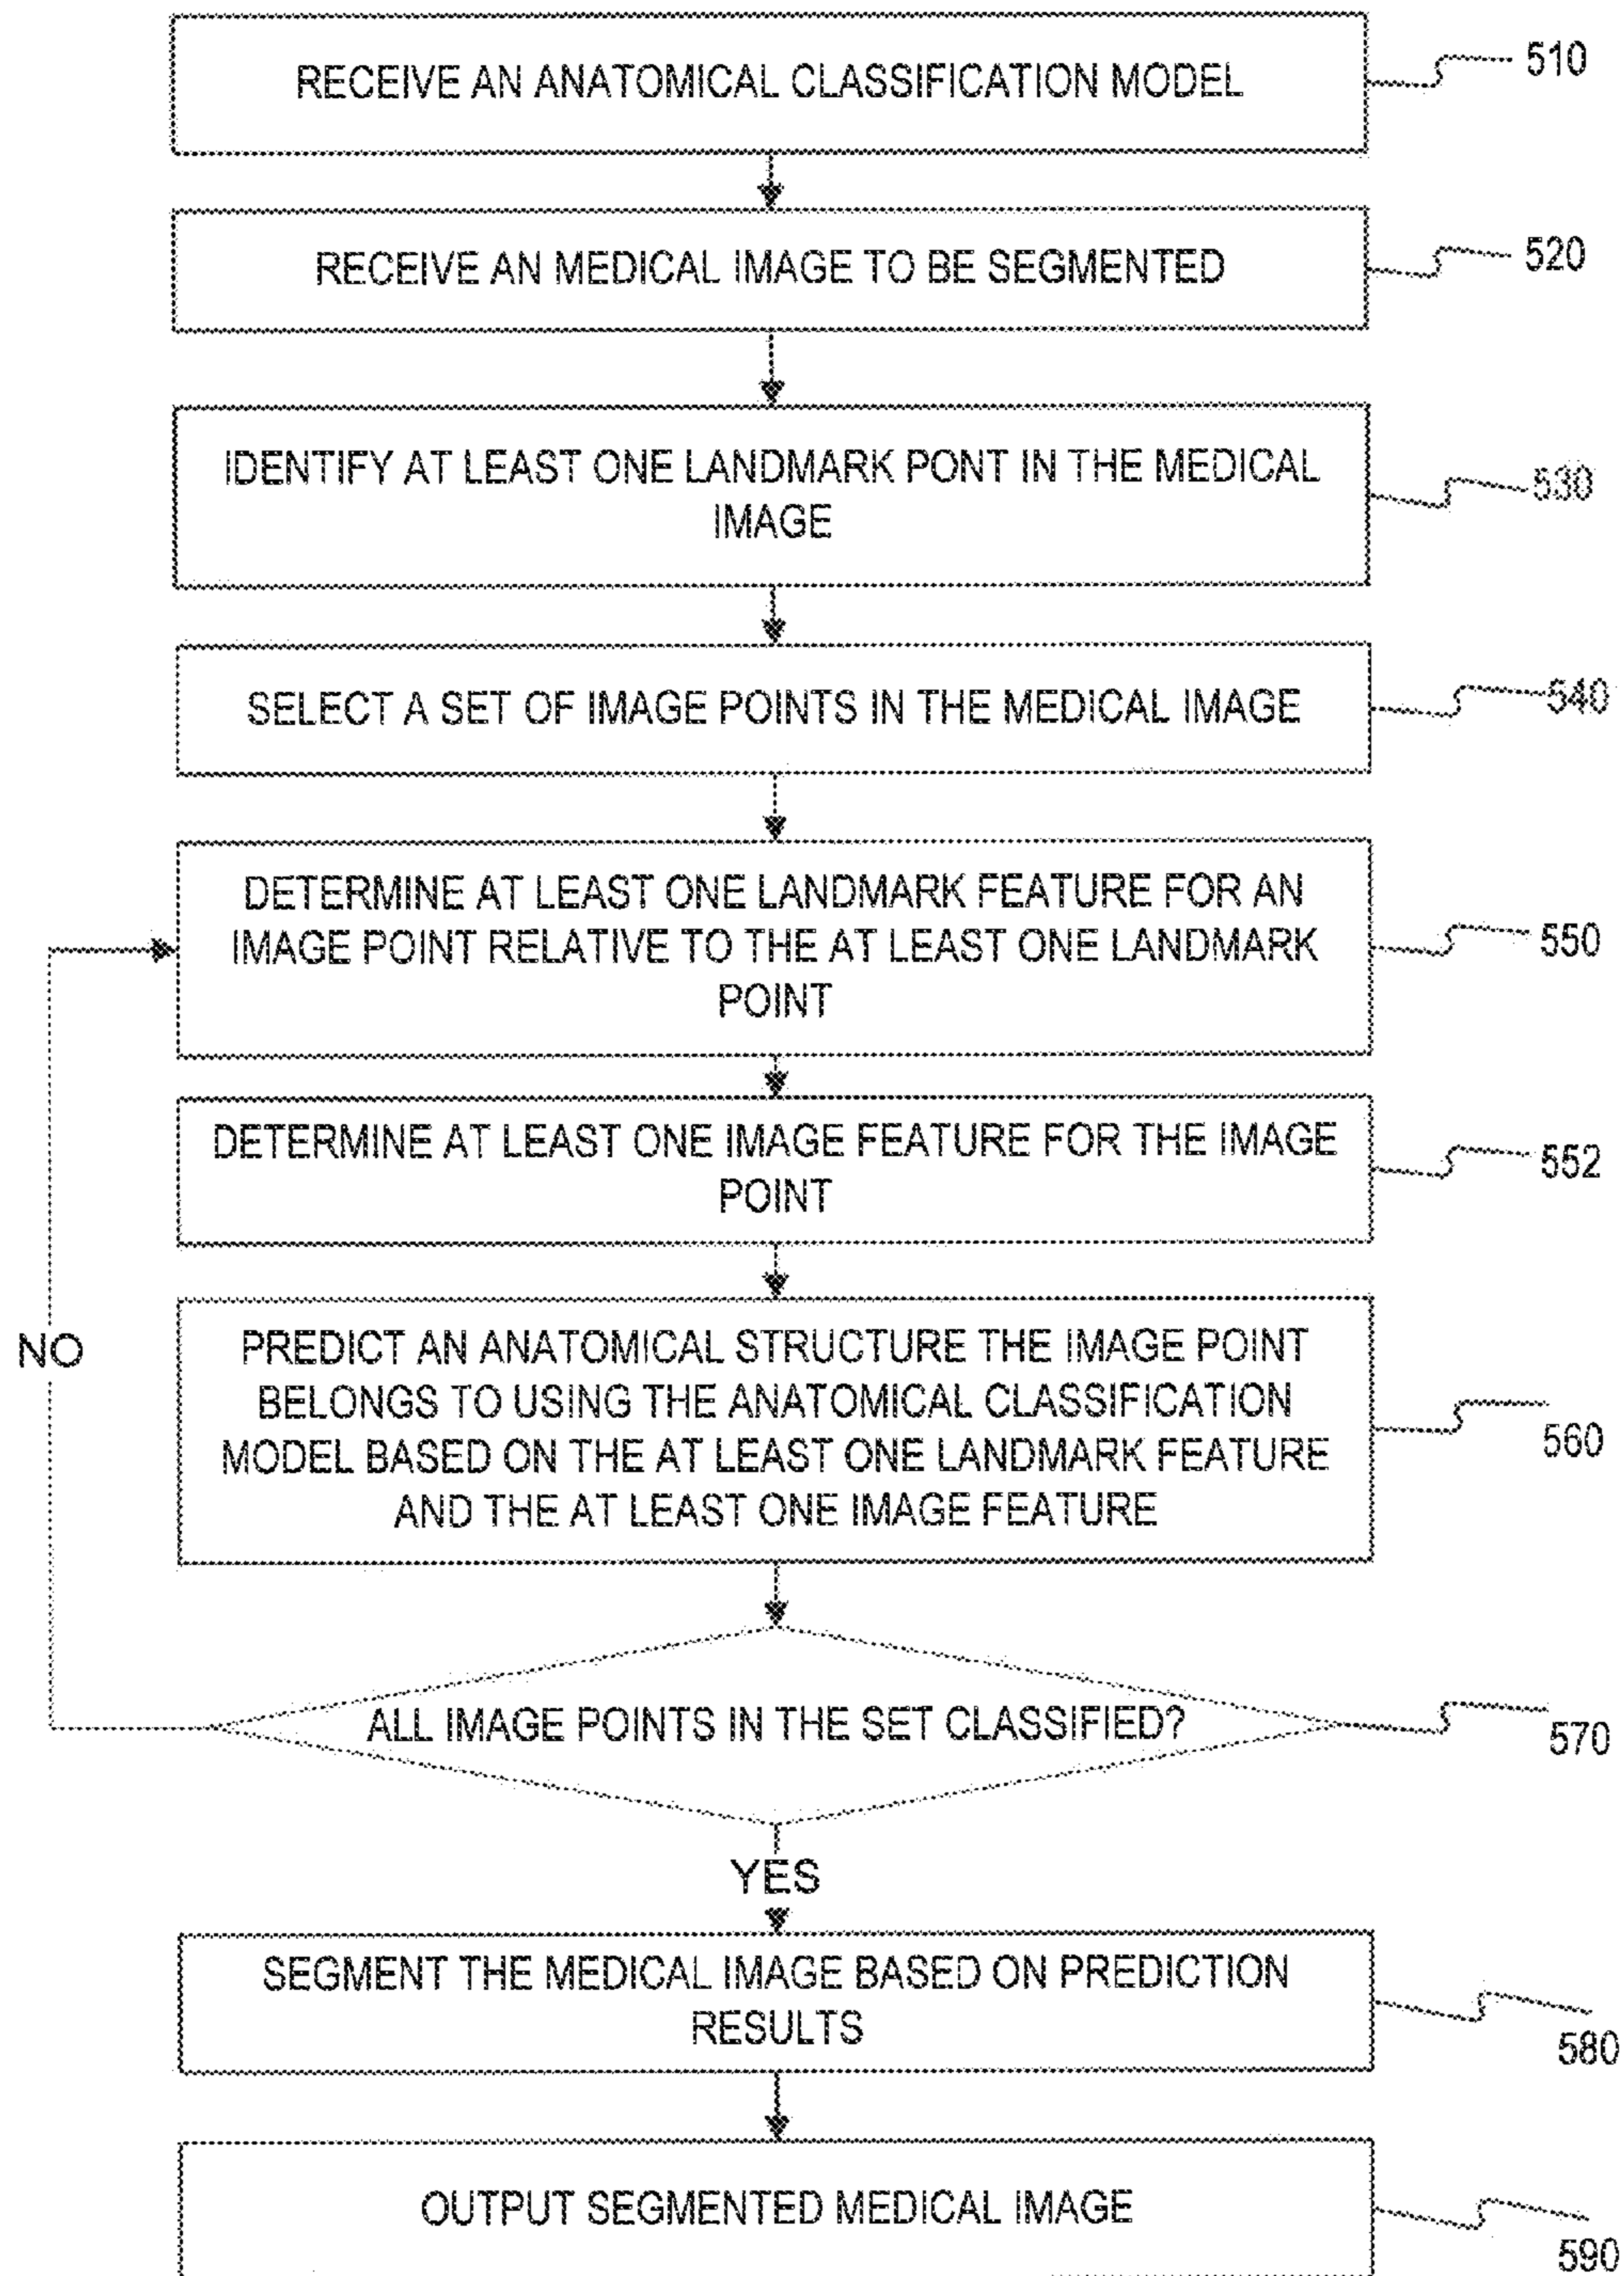 RECEIVE AN ANATOMICAL CLASSIFICATION MODEL
510
RECEIVE AN MEDICAL IMAGE TO BE SEGMENTED
520
IDENTIFY AT LEAST ONE LANDMARK PONT IN THE MEDICAL
IMAGE
530
SELECT A SET OF IMAGE POINTS IN THE MEDICAL IMAGE
540
DETERMINE AT LEAST ONE LANDMARK FEATURE FOR AN
IMAGE POINT RELATIVE TO THE AT LEAST ONE LANDMARK
POINT
550
DETERMINE AT LEAST ONE IMAGE FEATURE FOR THE IMAGE
POINT
552
NO
PREDICT AN ANATOMICAL STRUCTURE THE IMAGE POINT
BELONGS TO USING THE ANATOMICAL CLASSIFICATION
MODEL BASED ON THE AT LEAST ONE LANDMARK FEATURE
AND THE AT LEAST ONE IMAGE FEATURE
560
ALL IMAGE POINTS IN THE SET CLASSIFIED?
570
YES
SEGMENT THE MEDICAL IMAGE BASED ON PREDICTION
RESULTS
580
OUTPUT SEGMENTED MEDICAL IMAGE
590